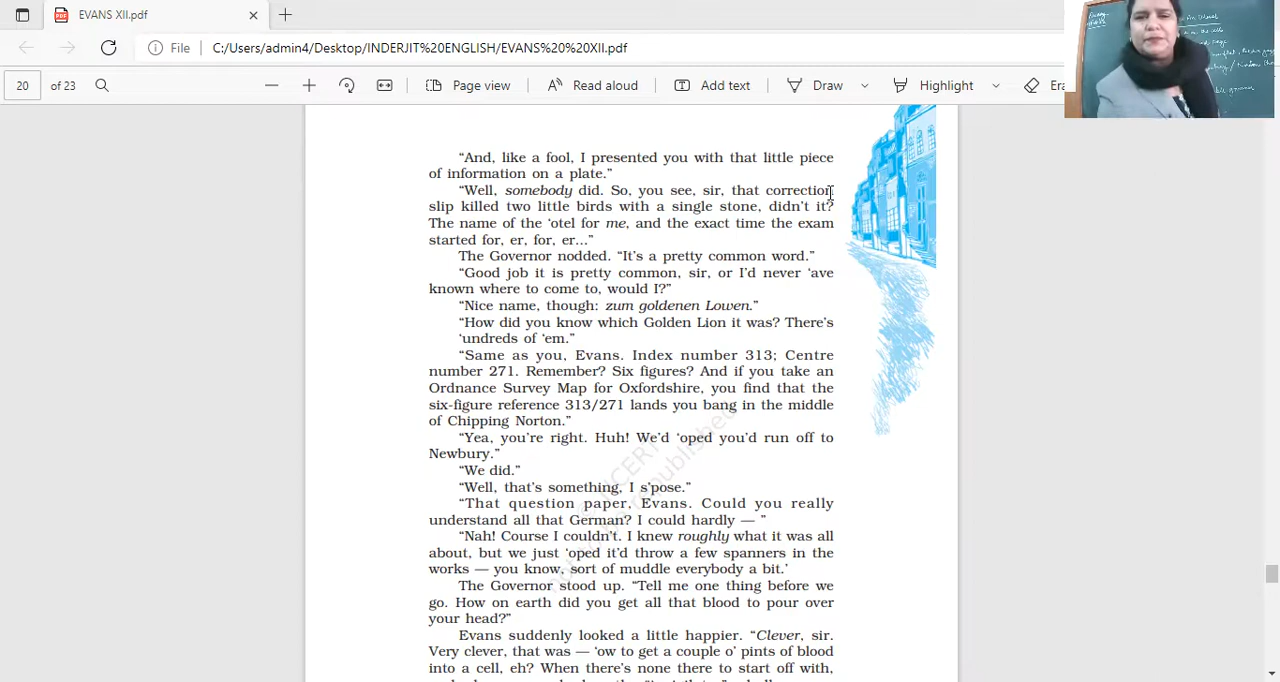 EVANS XII.pdf
File
C:/Users/admin4/Desktop/INDERJIT%20ENGLISH/EVANS%20%20XII.pdf
20 of 23
Page view
Read aloud
Add text
Draw
Highlight
“And, like a fool, I presented you with that little piece
of information on a plate.”
“Well, somebody did. So, you see, sir, that correction
slip killed two little birds with a single stone, didn’t it?
The name of the ‘otel for me, and the exact time the exam
started for, er, for, er...”
The Governor nodded. “It’s a pretty common word.”
“Good job it is pretty common, sir, or I’d never ‘ave
known where to come to, would I?”
“Nice name, though: zum goldenen Lowen.”
“How did you know which Golden Lion it was? There’s
‘undreds of ‘em.”
“Same as you, Evans. Index number 313; Centre
number 271. Remember? Six figures? And if you take an
Ordnance Survey Map for Oxfordshire, you find that the
six-figure reference 313/271 lands you bang in the middle
of Chipping Norton.”
“Yea, you’re right. Huh! We’d ‘oped you’d run off to
Newbury.”
“We did.”
“Well, that’s something, I s’pose.”
“That question paper, Evans. Could you really
understand all that German? I could hardly — ”
“Nah! Course I couldn’t. I knew roughly what it was all
about, but we just ‘oped it’d throw a few spanners in the
works — you know, sort of muddle everybody a bit.’
The Governor stood up. “Tell me one thing before we
go. How on earth did you get all that blood to pour over
your head?”
Evans suddenly looked a little happier. “Clever, sir.
Very clever, that was — ‘ow to get a couple o’ pints of blood
into a cell, eh? When there’s none there to start off with,